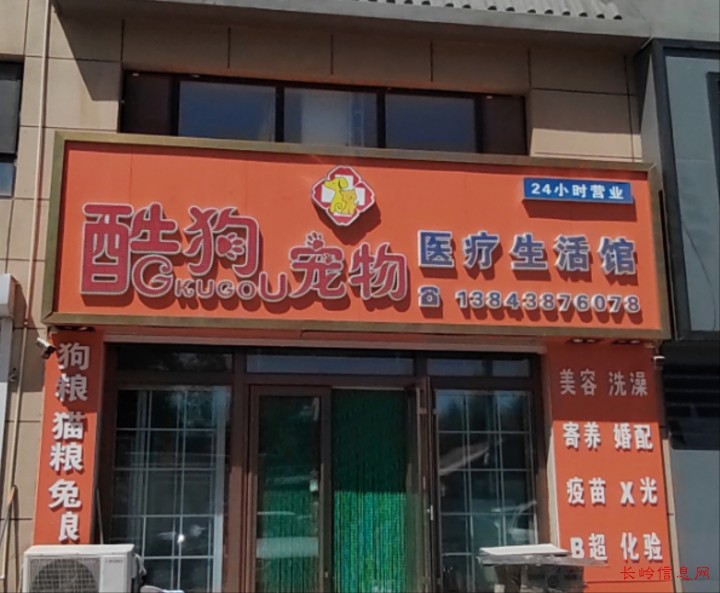 24小时营业
酷狗宠物 医疗生活馆
KUGOU
☎ 13843876078
狗粮猫粮兔良
美容 洗澡
寄养 婚配
疫苗 X光
B超 化验
长岭信息网